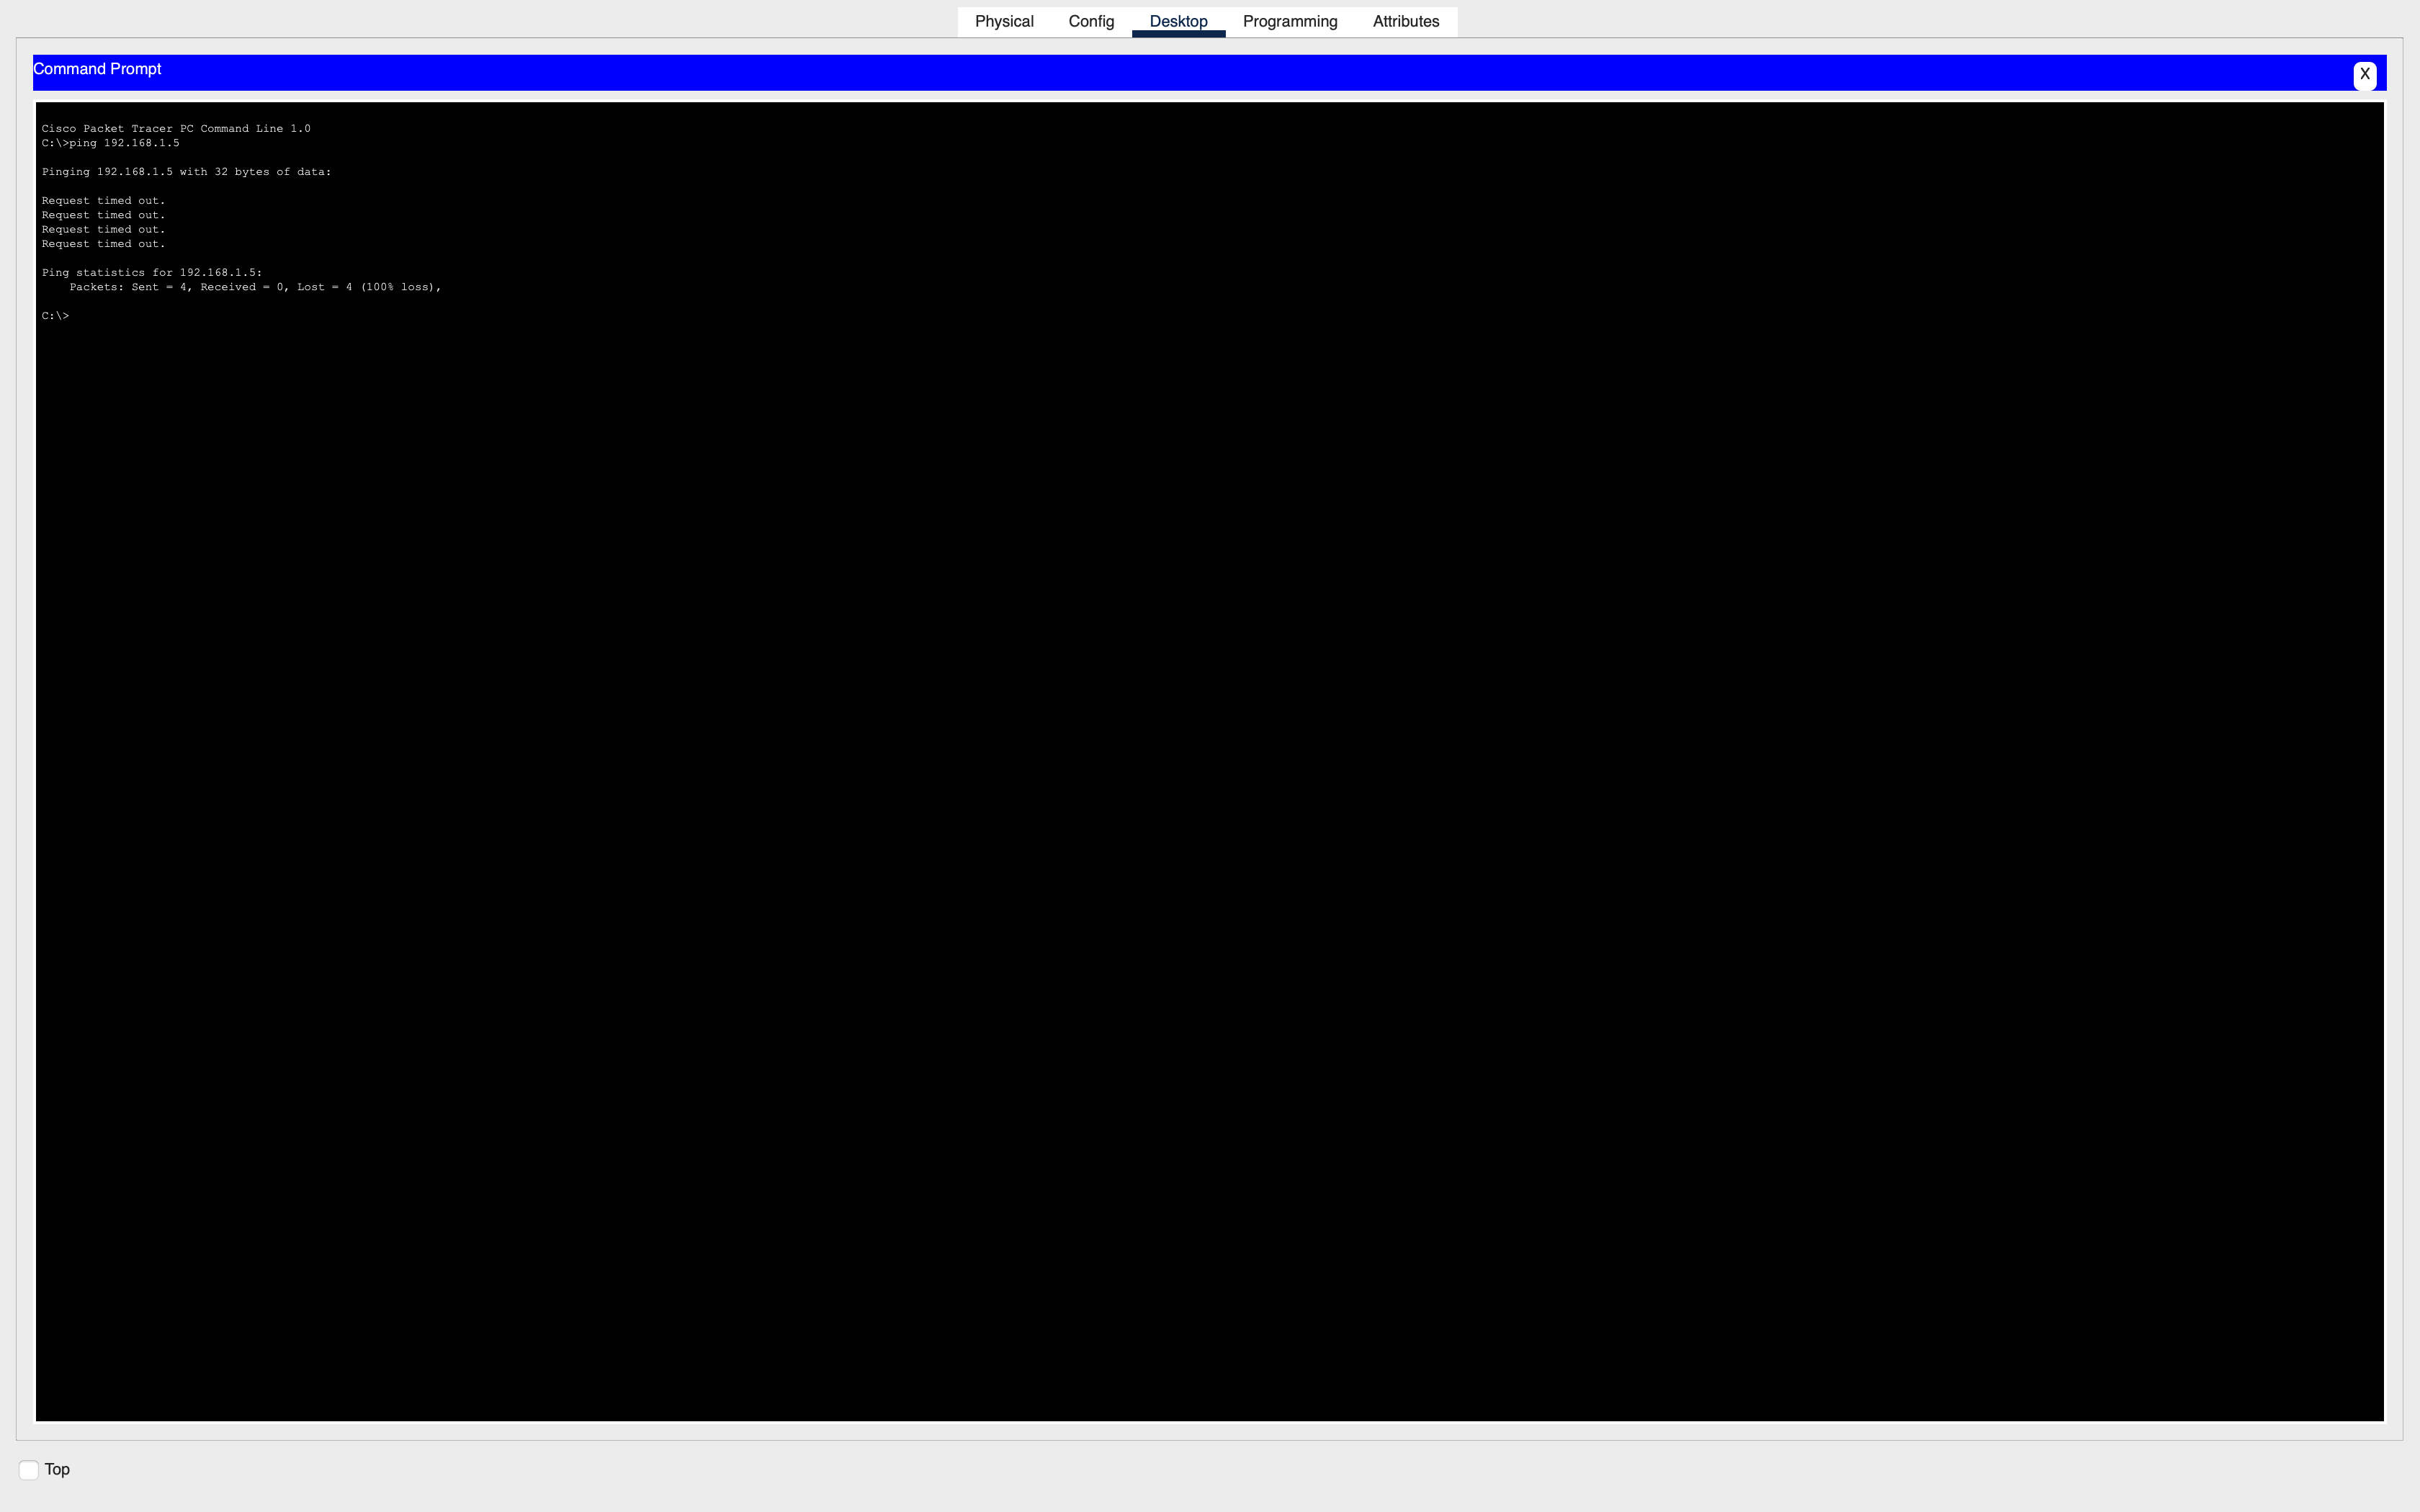 Physical Config Desktop Programming Attributes
Command Prompt
X
Cisco Packet Tracer PC Command Line 1.0
C:\>ping 192.168.1.5
Pinging 192.168.1.5 with 32 bytes of data:
Request timed out.
Request timed out.
Request timed out.
Request timed out.
Ping statistics for 192.168.1.5:
    Packets: Sent = 4, Received = 0, Lost = 4 (100% loss),
C:\>
Top